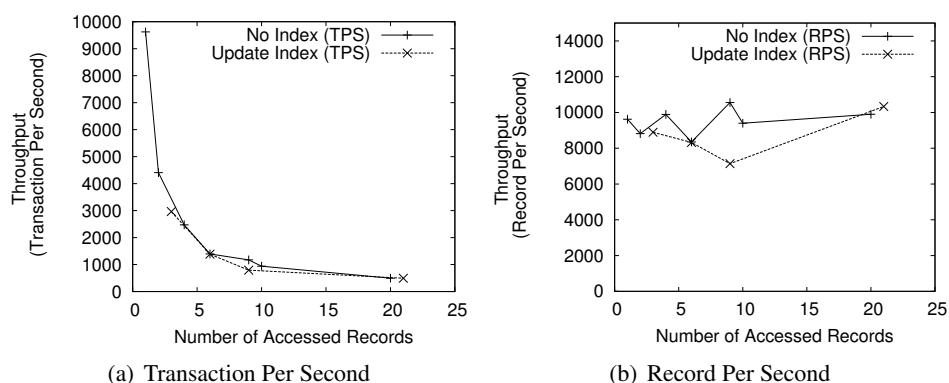 10000
9000
8000
7000
6000
5000
4000
3000
2000
1000
0
Throughput
(Transaction Per Second)
No Index (TPS)
Update Index (TPS)
0 5 10 15 20 25
Number of Accessed Records
(a) Transaction Per Second
14000
12000
10000
8000
6000
4000
2000
0
Throughput
(Record Per Second)
No Index (RPS)
Update Index (RPS)
0 5 10 15 20 25
Number of Accessed Records
(b) Record Per Second